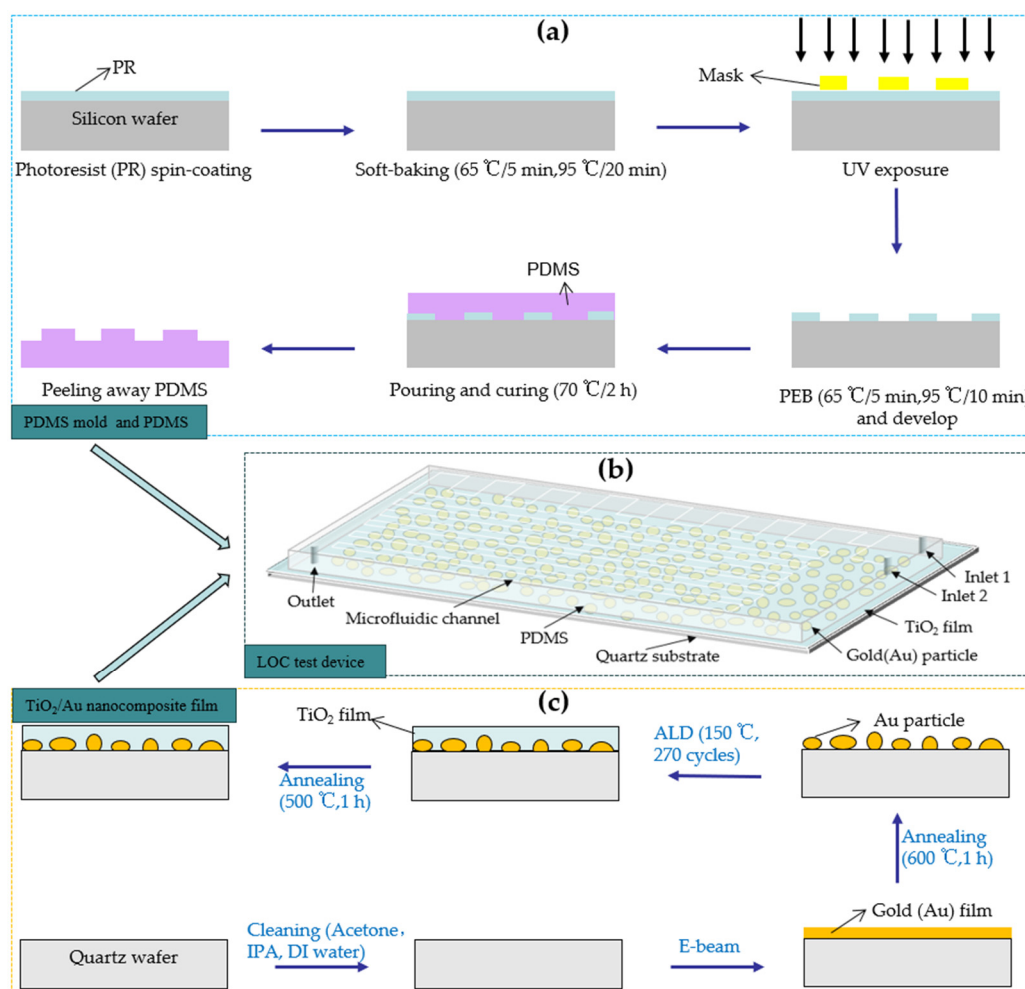 (a)
PR
Silicon wafer
Photoresist (PR) spin-coating
Soft-baking (65 ℃/5 min,95 ℃/20 min)
Mask
UV exposure
PDMS
Peeling away PDMS
Pouring and curing (70 ℃/2 h)
PEB (65 ℃/5 min,95 ℃/10 min)
and develop
PDMS mold and PDMS
(b)
Outlet
Microfluidic channel
PDMS
Quartz substrate
Inlet 1
Inlet 2
TiO₂ film
Gold(Au) particle
LOC test device
TiO₂/Au nanocomposite film
(c)
TiO₂ film
Au particle
ALD (150 ℃,
270 cycles)
Annealing
(500 ℃,1 h)
Annealing
(600 ℃,1 h)
Gold (Au) film
Quartz wafer
Cleaning (Acetone，
IPA, DI water)
E-beam